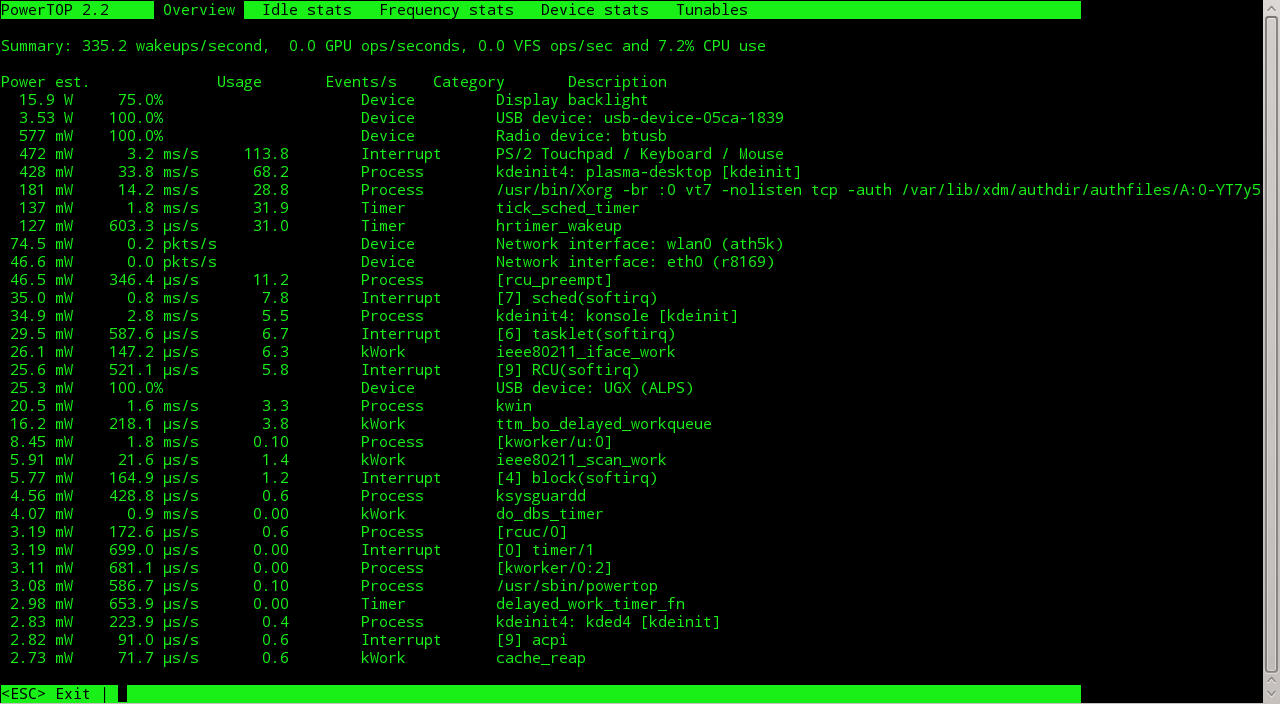 PowerTOP 2.2      Overview   Idle stats   Frequency stats   Device stats   Tunables
Summary: 335.2 wakeups/second,  0.0 GPU ops/seconds, 0.0 VFS ops/sec and 7.2% CPU use
Power est.              Usage       Events/s    Category       Description
  15.9 W     75.0%                      Device         Display backlight
  3.53 W    100.0%                      Device         USB device: usb-device-05ca-1839
  577 mW    100.0%                      Device         Radio device: btusb
  472 mW      3.2 ms/s     113.8        Interrupt      PS/2 Touchpad / Keyboard / Mouse
  428 mW     33.8 ms/s      68.2        Process        kdeinit4: plasma-desktop [kdeinit]
  181 mW     14.2 ms/s      28.8        Process        /usr/bin/Xorg -br :0 vt7 -nolisten tcp -auth /var/lib/xdm/authdir/authfiles/A:0-YT7y5
  137 mW      1.8 ms/s      31.9        Timer          tick_sched_timer
  127 mW    603.3 µs/s      31.0        Timer          hrtimer_wakeup
 74.5 mW      0.2 pkts/s                Device         Network interface: wlan0 (ath5k)
 46.6 mW      0.0 pkts/s                Device         Network interface: eth0 (r8169)
 46.5 mW    346.4 µs/s      11.2        Process        [rcu_preempt]
 35.0 mW      0.8 ms/s       7.8        Interrupt      [7] sched(softirq)
 34.9 mW      2.8 ms/s       5.5        Process        kdeinit4: konsole [kdeinit]
 29.5 mW    587.6 µs/s       6.7        Interrupt      [6] tasklet(softirq)
 26.1 mW    147.2 µs/s       6.3        kWork          ieee80211_iface_work
 25.6 mW    521.1 µs/s       5.8        Interrupt      [9] RCU(softirq)
 25.3 mW    100.0%                      Device         USB device: UGX (ALPS)
 20.5 mW      1.6 ms/s       3.3        Process        kwin
 16.2 mW    218.1 µs/s       3.8        kWork          ttm_bo_delayed_workqueue
 8.45 mW      1.8 ms/s      0.10        Process        [kworker/u:0]
 5.91 mW     21.6 µs/s       1.4        kWork          ieee80211_scan_work
 5.77 mW    164.9 µs/s       1.2        Interrupt      [4] block(softirq)
 4.56 mW    428.8 µs/s       0.6        Process        ksysguardd
 4.07 mW      0.9 ms/s      0.00        kWork          do_dbs_timer
 3.19 mW    172.6 µs/s       0.6        Process        [rcuc/0]
 3.19 mW    699.0 µs/s      0.00        Interrupt      [0] timer/1
 3.11 mW    681.1 µs/s      0.00        Process        [kworker/0:2]
 3.08 mW    586.7 µs/s      0.10        Process        /usr/sbin/powertop
 2.98 mW    653.9 µs/s      0.00        Timer          delayed_work_timer_fn
 2.83 mW    223.9 µs/s       0.4        Process        kdeinit4: kded4 [kdeinit]
 2.82 mW     91.0 µs/s       0.6        Interrupt      [9] acpi
 2.73 mW     71.7 µs/s       0.6        kWork          cache_reap
<ESC> Exit |